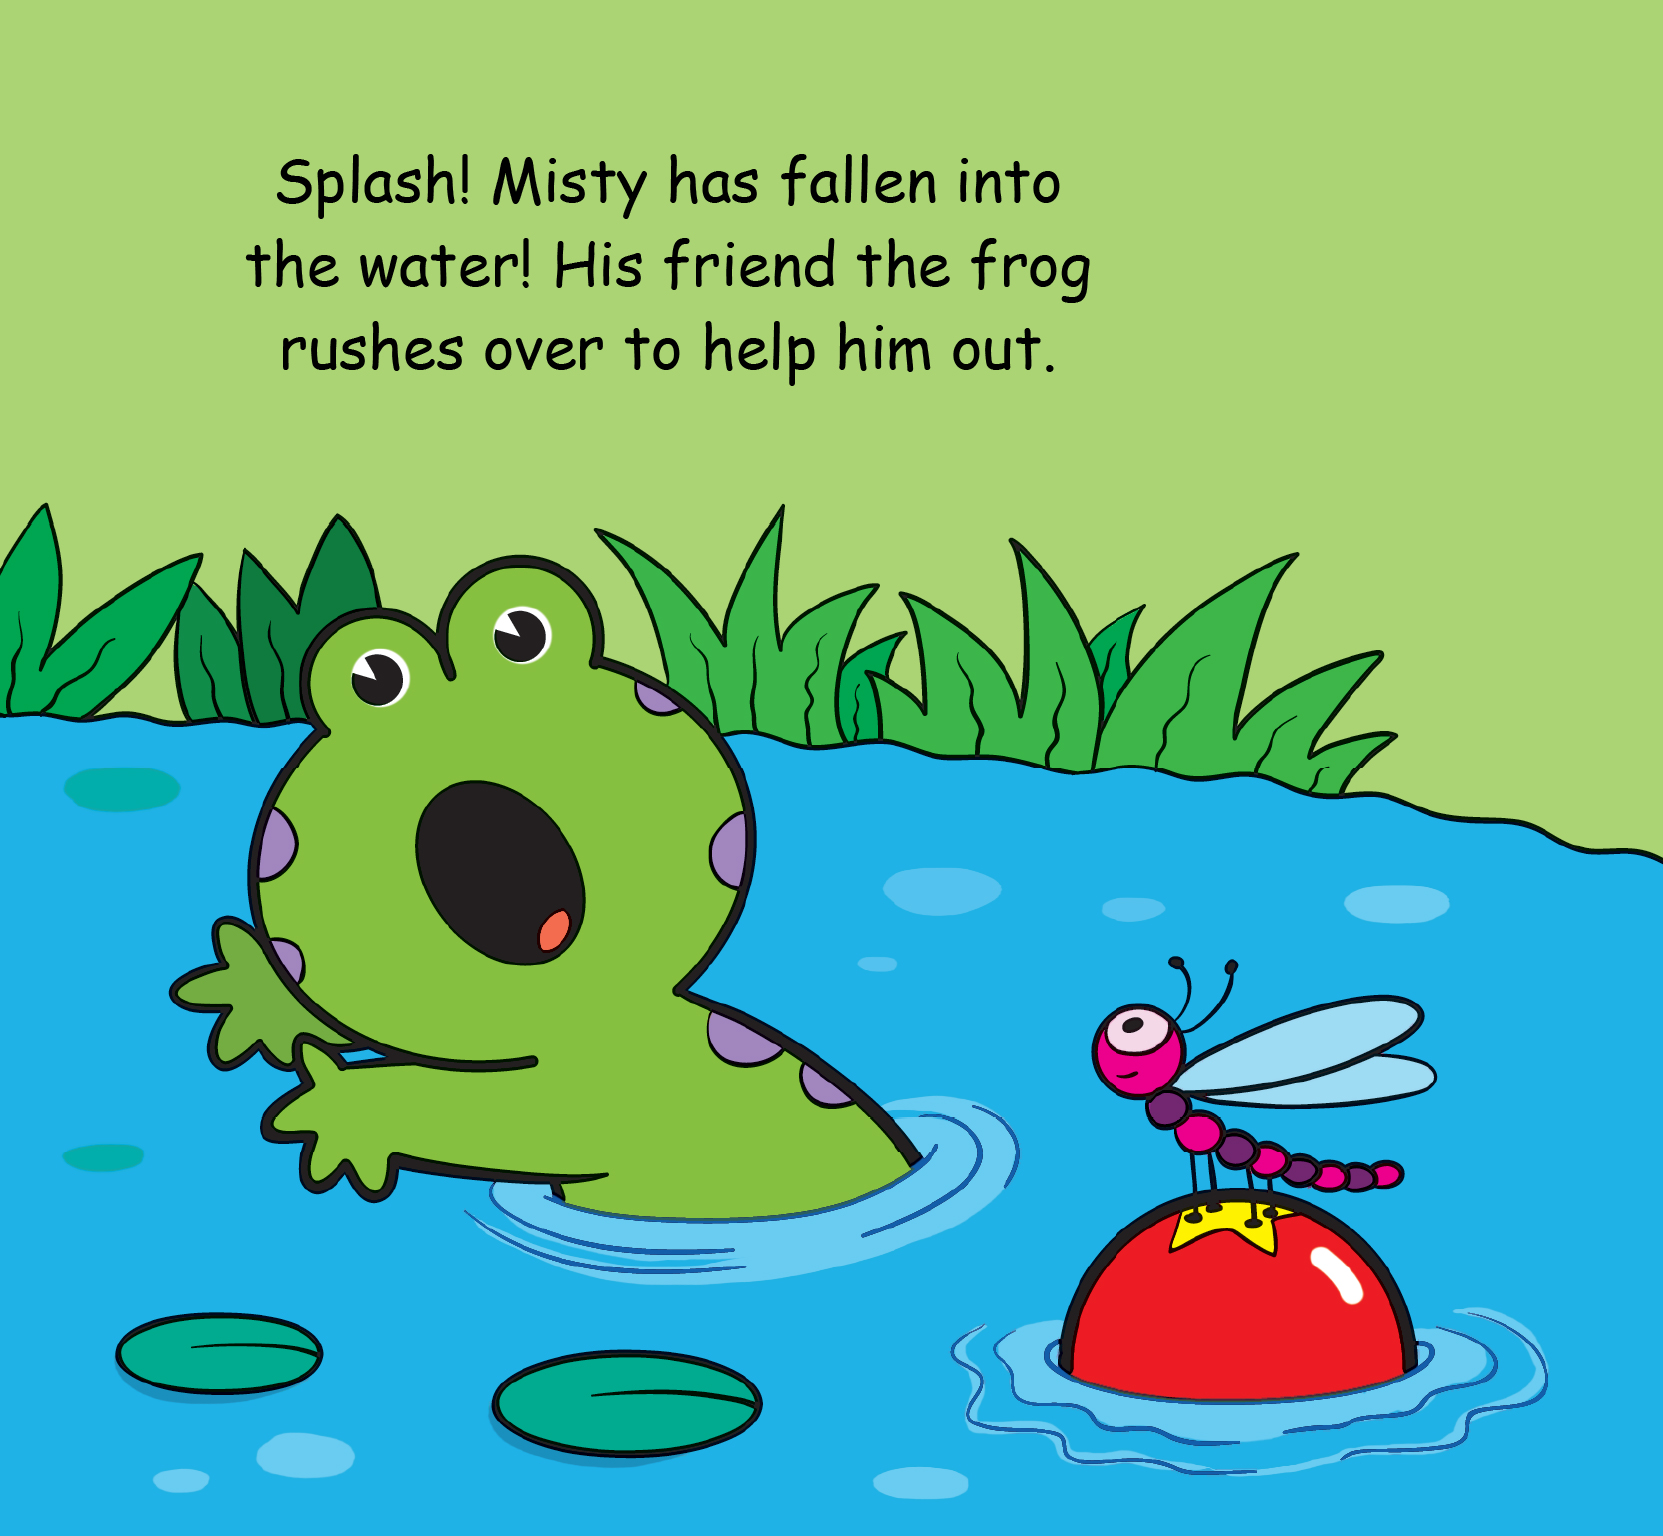 Splash! Misty has fallen into
the water! His friend the frog
rushes over to help him out.